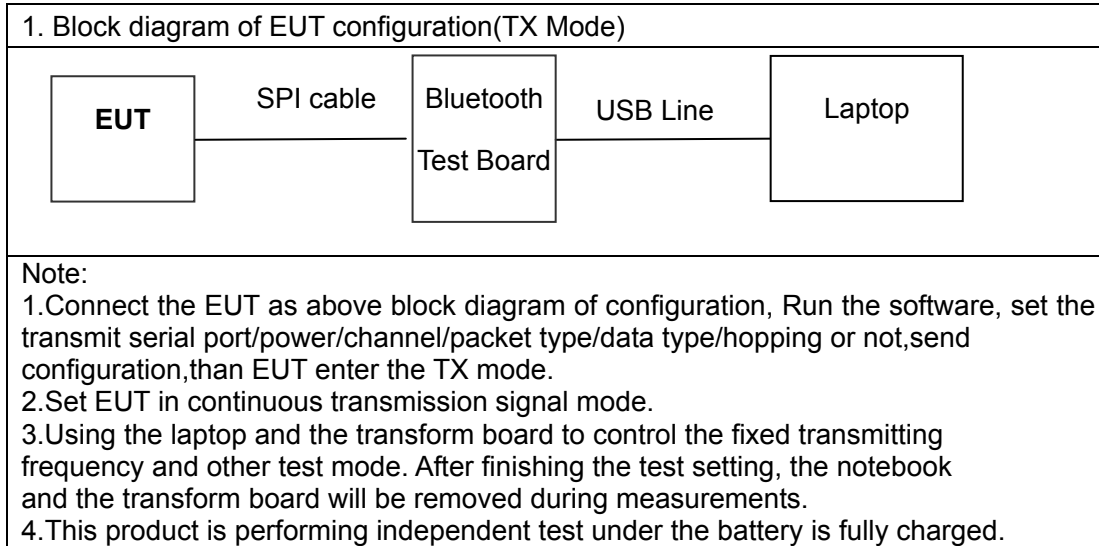 1. Block diagram of EUT configuration(TX Mode)
EUT
SPI cable
Bluetooth
Test Board
USB Line
Laptop
Note:
1.Connect the EUT as above block diagram of configuration, Run the software, set the
transmit serial port/power/channel/packet type/data type/hopping or not,send
configuration,than EUT enter the TX mode.
2.Set EUT in continuous transmission signal mode.
3.Using the laptop and the transform board to control the fixed transmitting
frequency and other test mode. After finishing the test setting, the notebook
and the transform board will be removed during measurements.
4.This product is performing independent test under the battery is fully charged.